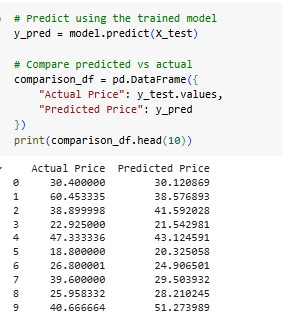 # Predict using the trained model
y_pred = model.predict(X_test)
# Compare predicted vs actual
comparison_df = pd.DataFrame({
    "Actual Price": y_test.values,
    "Predicted Price": y_pred
})
print(comparison_df.head(10))
   Actual Price  Predicted Price
0     30.400000        30.120869
1     60.453335        38.576893
2     38.899998        41.592028
3     22.925000        21.542981
4     47.333336        43.124591
5     18.800000        20.325058
6     26.800001        24.906501
7     39.600000        29.503932
8     25.958332        28.210245
9     40.666664        51.273989